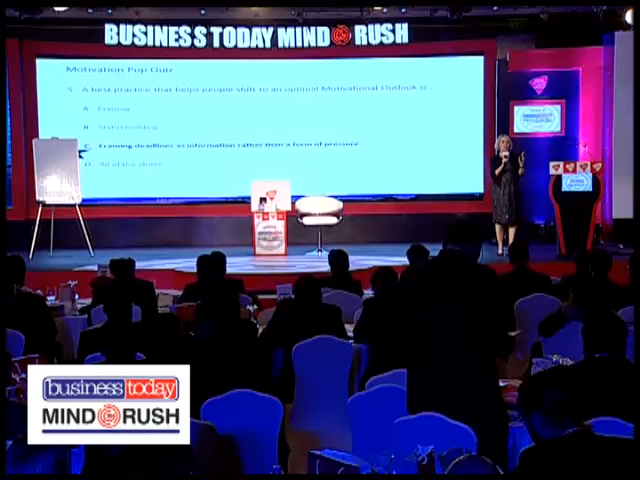 BUSINESS TODAY MIND RUSH
Motivation Pop Quiz
5. A best practice that helps people shift to an optimal Motivational Outlook is ...
A. Praising
B. Status building
C. Framing deadlines as information rather than a form of pressure
D. All of the above
business today
MIND RUSH